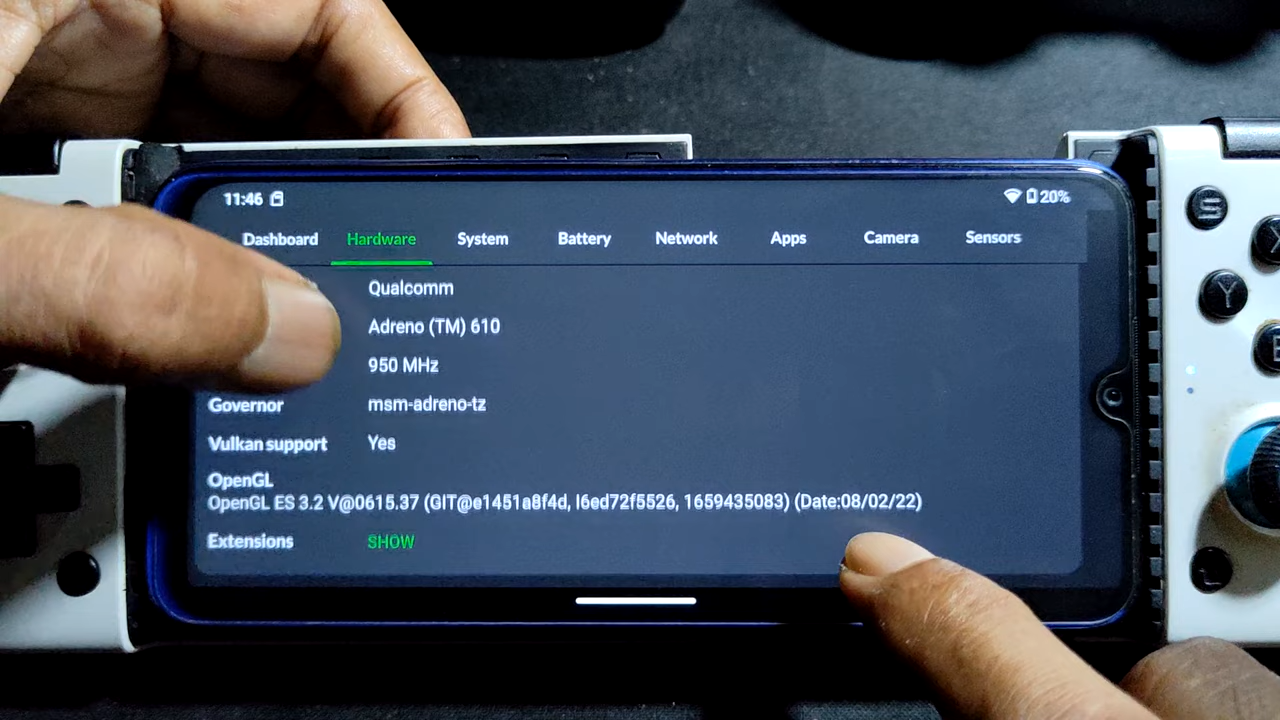 11:46 20%
Dashboard Hardware System Battery Network Apps Camera Sensors
Qualcomm
Adreno (TM) 610
950 MHz
Governor msm-adreno-tz
Vulkan support Yes
OpenGL
OpenGL ES 3.2 V@0615.37 (GIT@e1451a8f4d, I6ed72f5526, 1659435083) (Date:08/02/22)
Extensions SHOW
S
X
Y